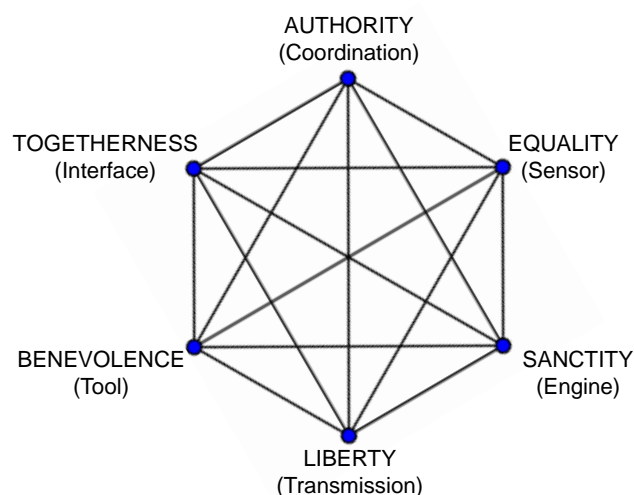 AUTHORITY
(Coordination)
TOGETHERNESS
(Interface)
EQUALITY
(Sensor)
BENEVOLENCE
(Tool)
SANCTITY
(Engine)
LIBERTY
(Transmission)